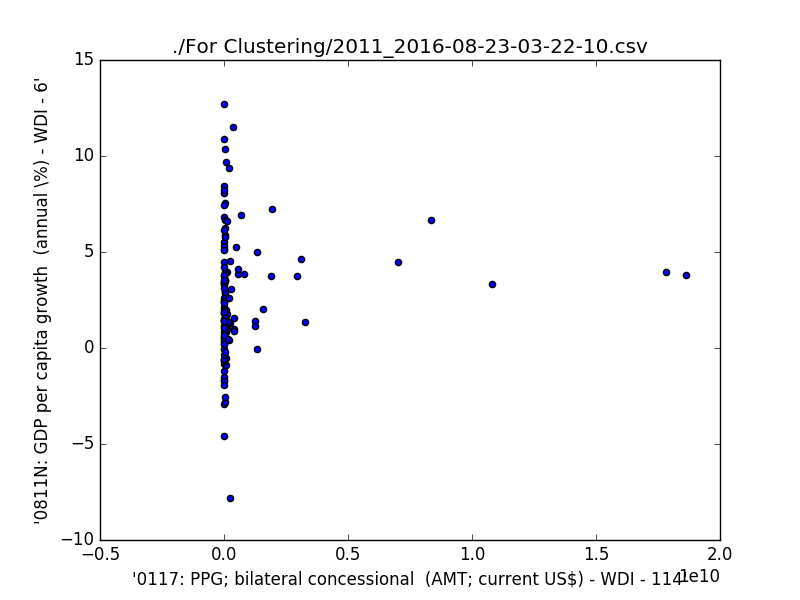 ./For Clustering/2011_2016-08-23-03-22-10.csv
15
10
5
0
−5
−10
'0811N: GDP per capita growth  (annual \%) - WDI - 6'
−0.5 0.0 0.5 1.0 1.5 2.0
1e10
'0117: PPG; bilateral concessional  (AMT; current US$) - WDI - 114